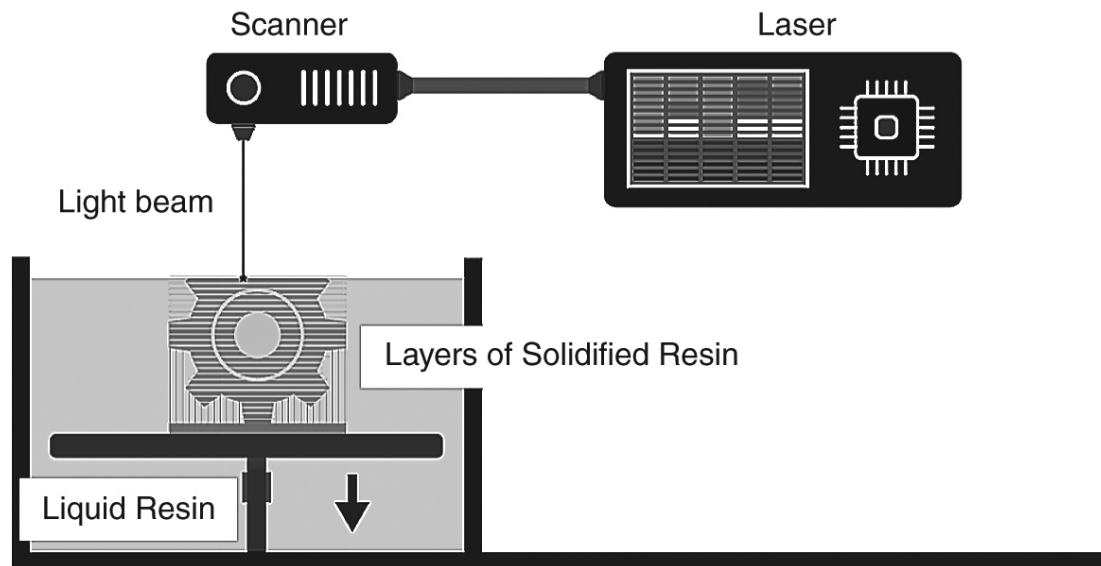 Scanner
Laser
Light beam
Layers of Solidified Resin
Liquid Resin